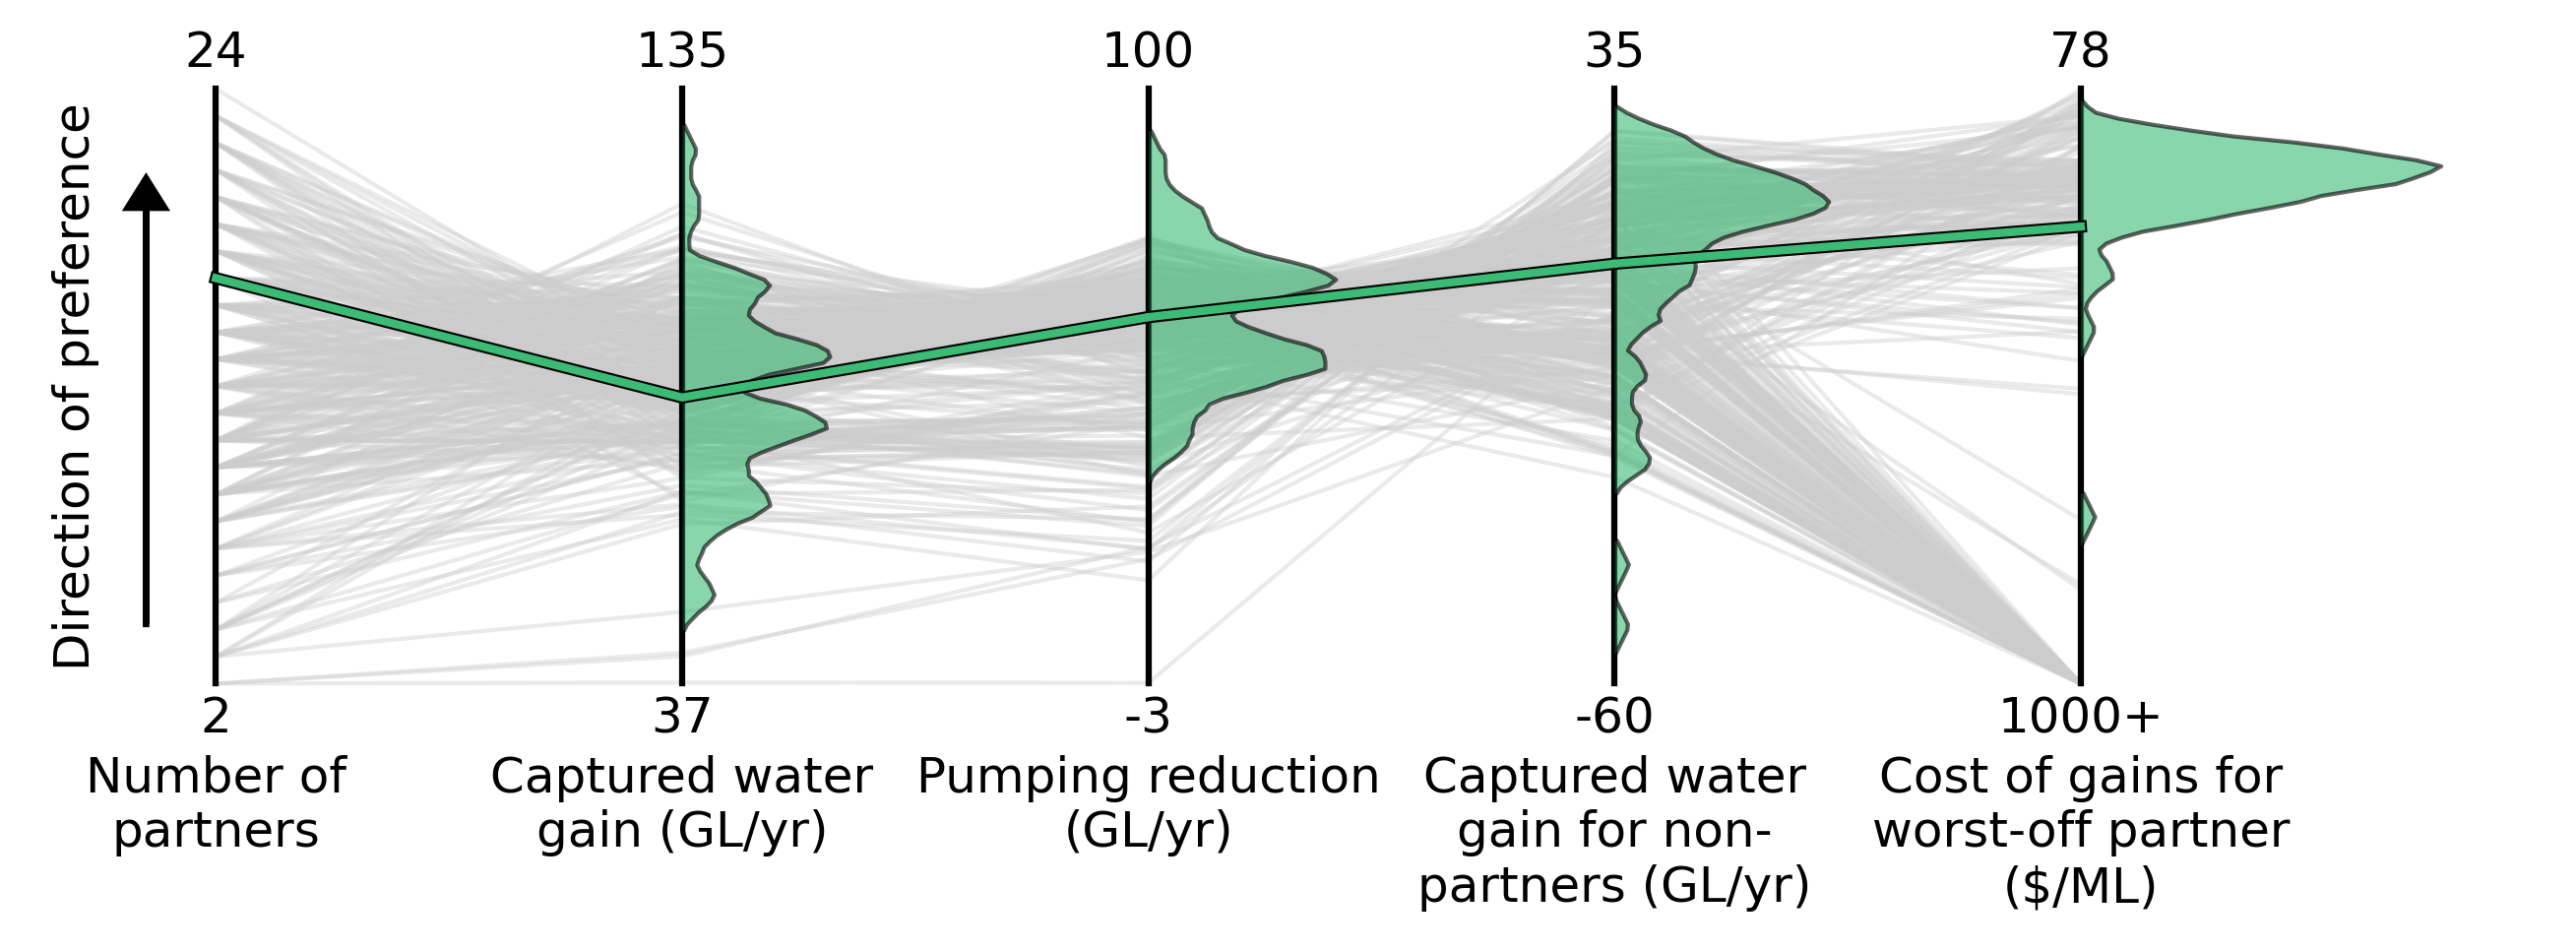 24
135
100
35
78
Direction of preference
2
37
-3
-60
1000+
Number of
partners
Captured water
gain (GL/yr)
Pumping reduction
(GL/yr)
Captured water
gain for non-
partners (GL/yr)
Cost of gains for
worst-off partner
($/ML)